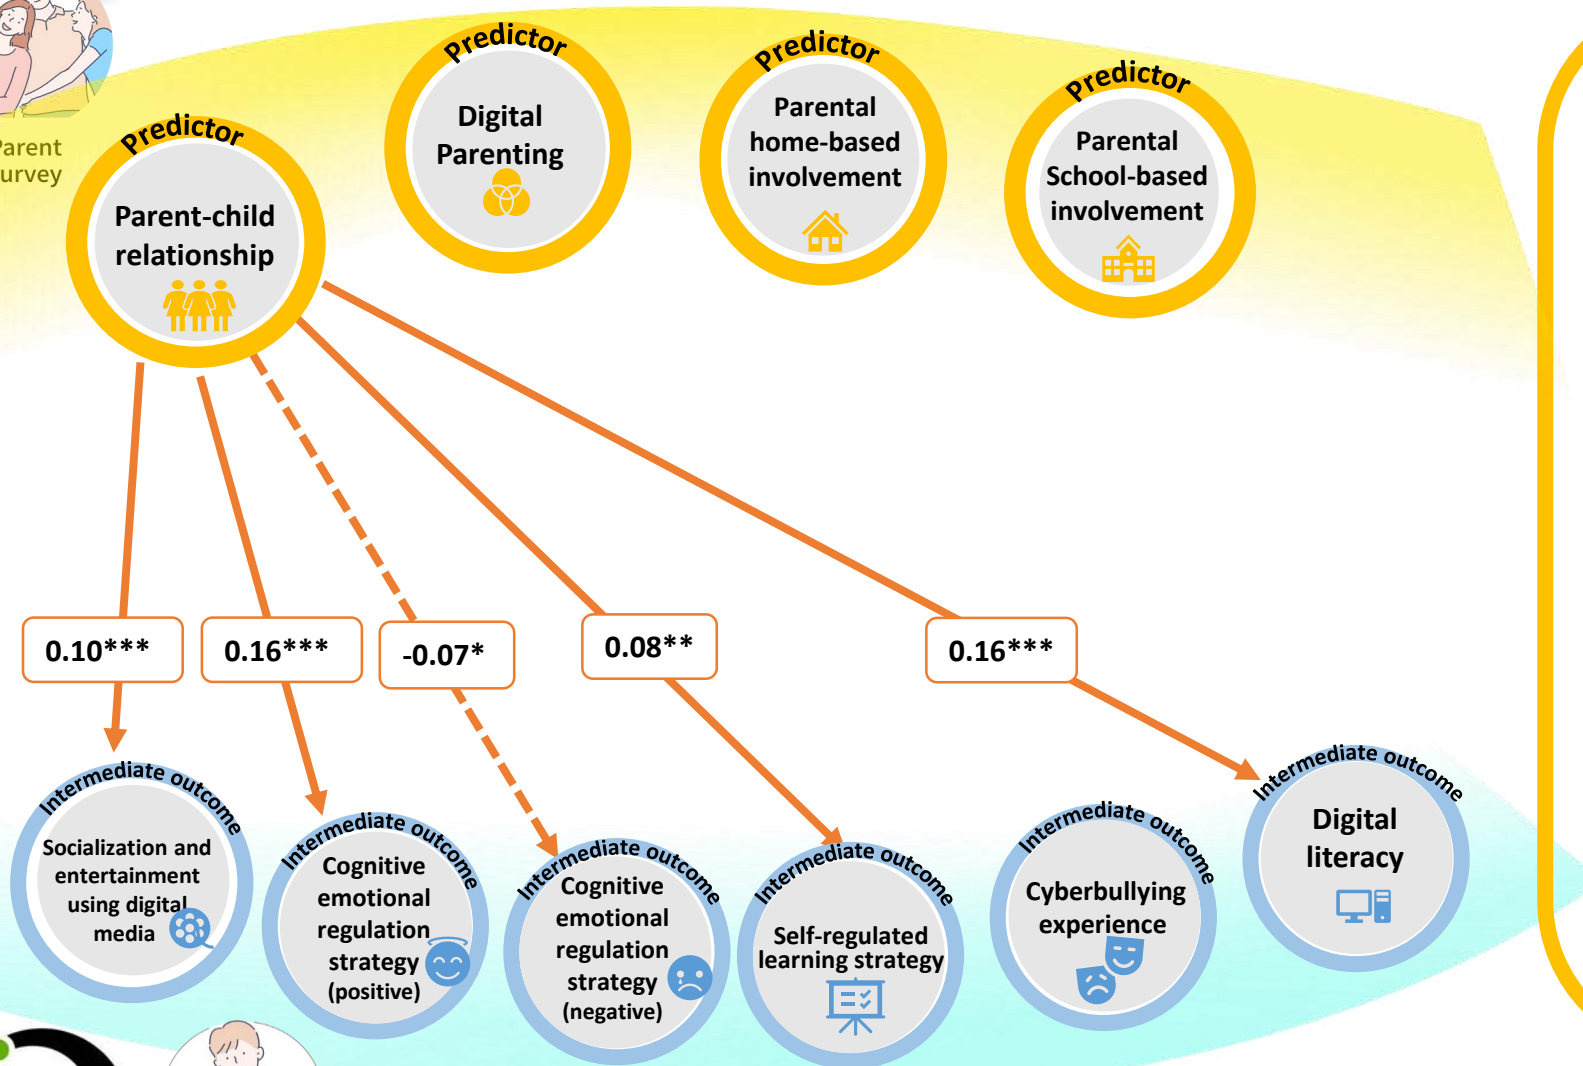 Predictor
Digital
Parenting
Predictor
Parental
home-based
involvement
Predictor
Parental
School-based
involvement
Predictor
Parent-child
relationship
0.10***
0.16***
-0.07*
0.08**
0.16***
Intermediate outcome
Socialization and
entertainment
using digital
media
Intermediate outcome
Cognitive
emotional
regulation
strategy
(positive)
Intermediate outcome
Cognitive
emotional
regulation
strategy
(negative)
Intermediate outcome
Self-regulated
learning strategy
Intermediate outcome
Cyberbullying
experience
Intermediate outcome
Digital
literacy